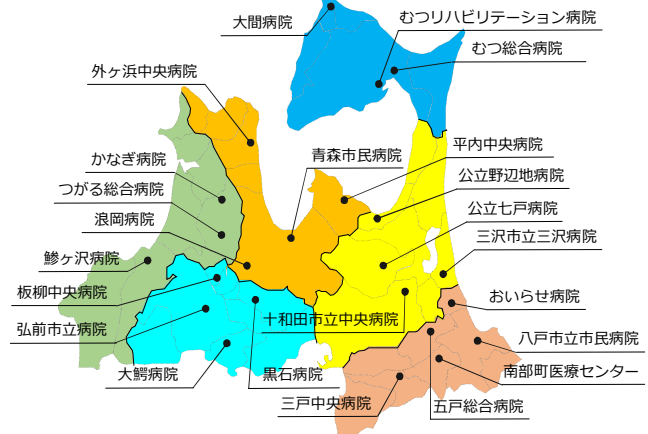 大間病院
むつリハビリテーション病院
むつ総合病院
外ヶ浜中央病院
青森市民病院
平内中央病院
かなぎ病院
公立野辺地病院
つがる総合病院
公立七戸病院
浪岡病院
三沢市立三沢病院
鰺ヶ沢病院
板柳中央病院
おいらせ病院
十和田市立中央病院
弘前市立病院
八戸市立市民病院
大鰐病院
黒石病院
南部町医療センター
三戸中央病院
五戸総合病院